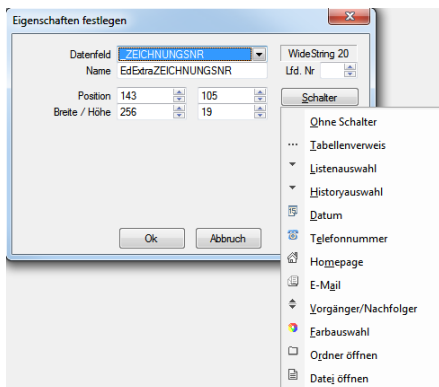 Eigenschaften festlegen
Datenfeld _ZEICHNUNGSNR WideString 20
Name EdExtraZEICHNUNGSNR Lfd. Nr
Position 143 105 Schalter
Breite / Höhe 256 19
Ok Abbruch
Ohne Schalter
Tabellenverweis
Listenauswahl
Historyauswahl
Datum
Telefonnummer
Homepage
E-Mail
Vorgänger/Nachfolger
Farbauswahl
Ordner öffnen
Datei öffnen